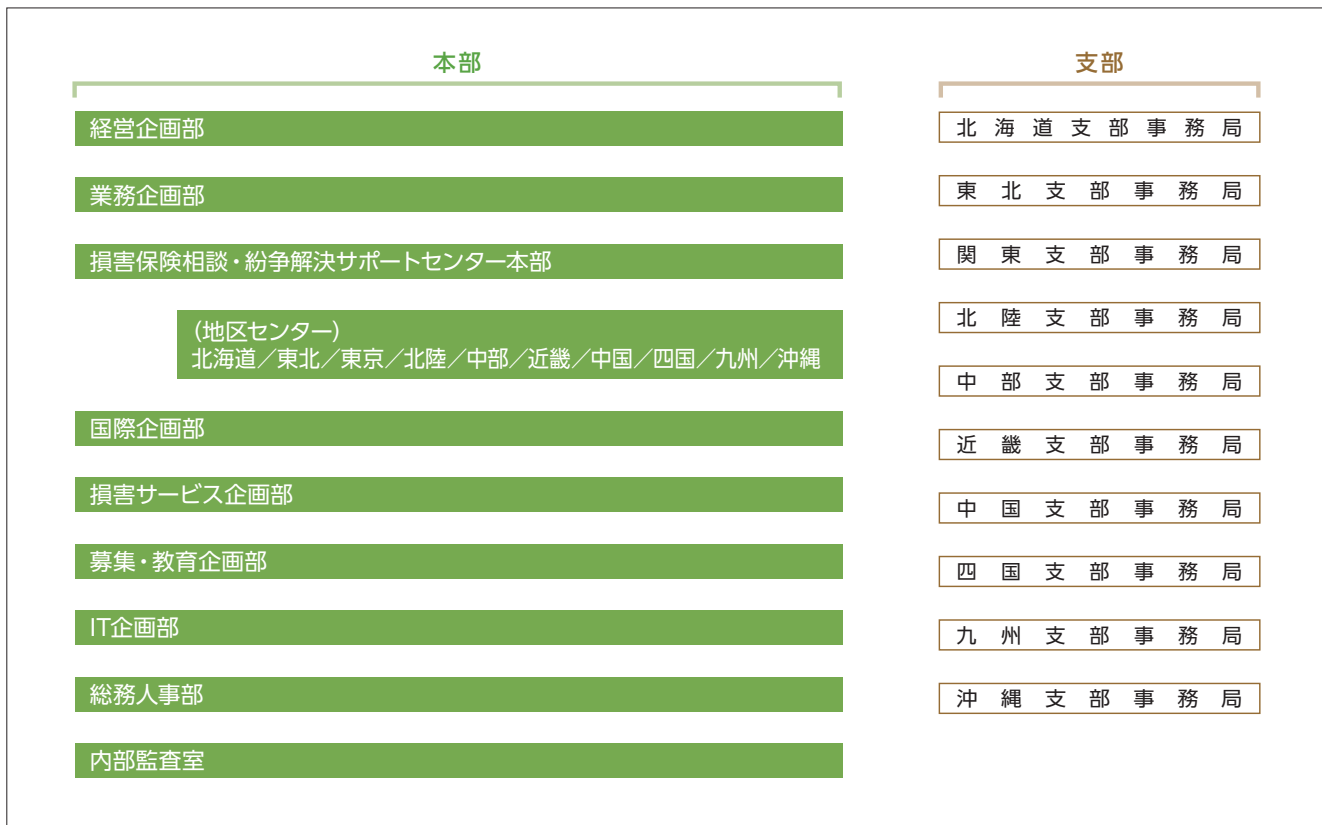 本部
経営企画部
業務企画部
損害保険相談・紛争解決サポートセンター本部
(地区センター)
北海道／東北／東京／北陸／中部／近畿／中国／四国／九州／沖縄
国際企画部
損害サービス企画部
募集・教育企画部
IT企画部
総務人事部
内部監査室
支部
北海道支部事務局
東北支部事務局
関東支部事務局
北陸支部事務局
中部支部事務局
近畿支部事務局
中国支部事務局
四国支部事務局
九州支部事務局
沖縄支部事務局